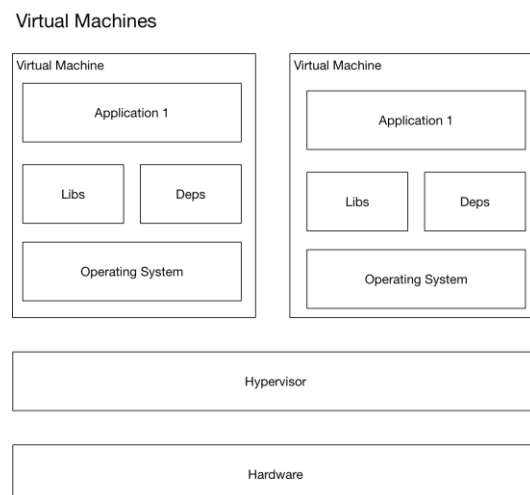 Virtual Machines
Virtual Machine
Application 1
Libs
Deps
Operating System
Virtual Machine
Application 1
Libs
Deps
Operating System
Hypervisor
Hardware